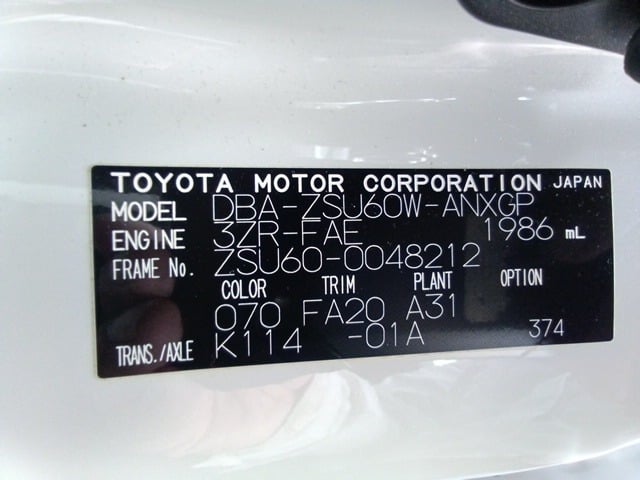 TOYOTA MOTOR CORPORATION JAPAN
MODEL DBA-ZSU60W-ANXGP
ENGINE 3ZR-FAE 1986 mL
FRAME No. ZSU60-0048212
COLOR TRIM PLANT OPTION
070 FA20 A31
TRANS./AXLE K114 -01A 374